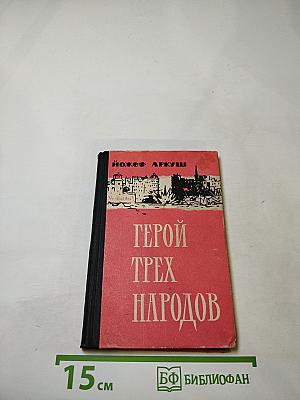 ЙОЖЕФ АРКУШ
ГЕРОЙ
ТРЕХ
НАРОДОВ
15 см
БФ БИБЛИОФАН